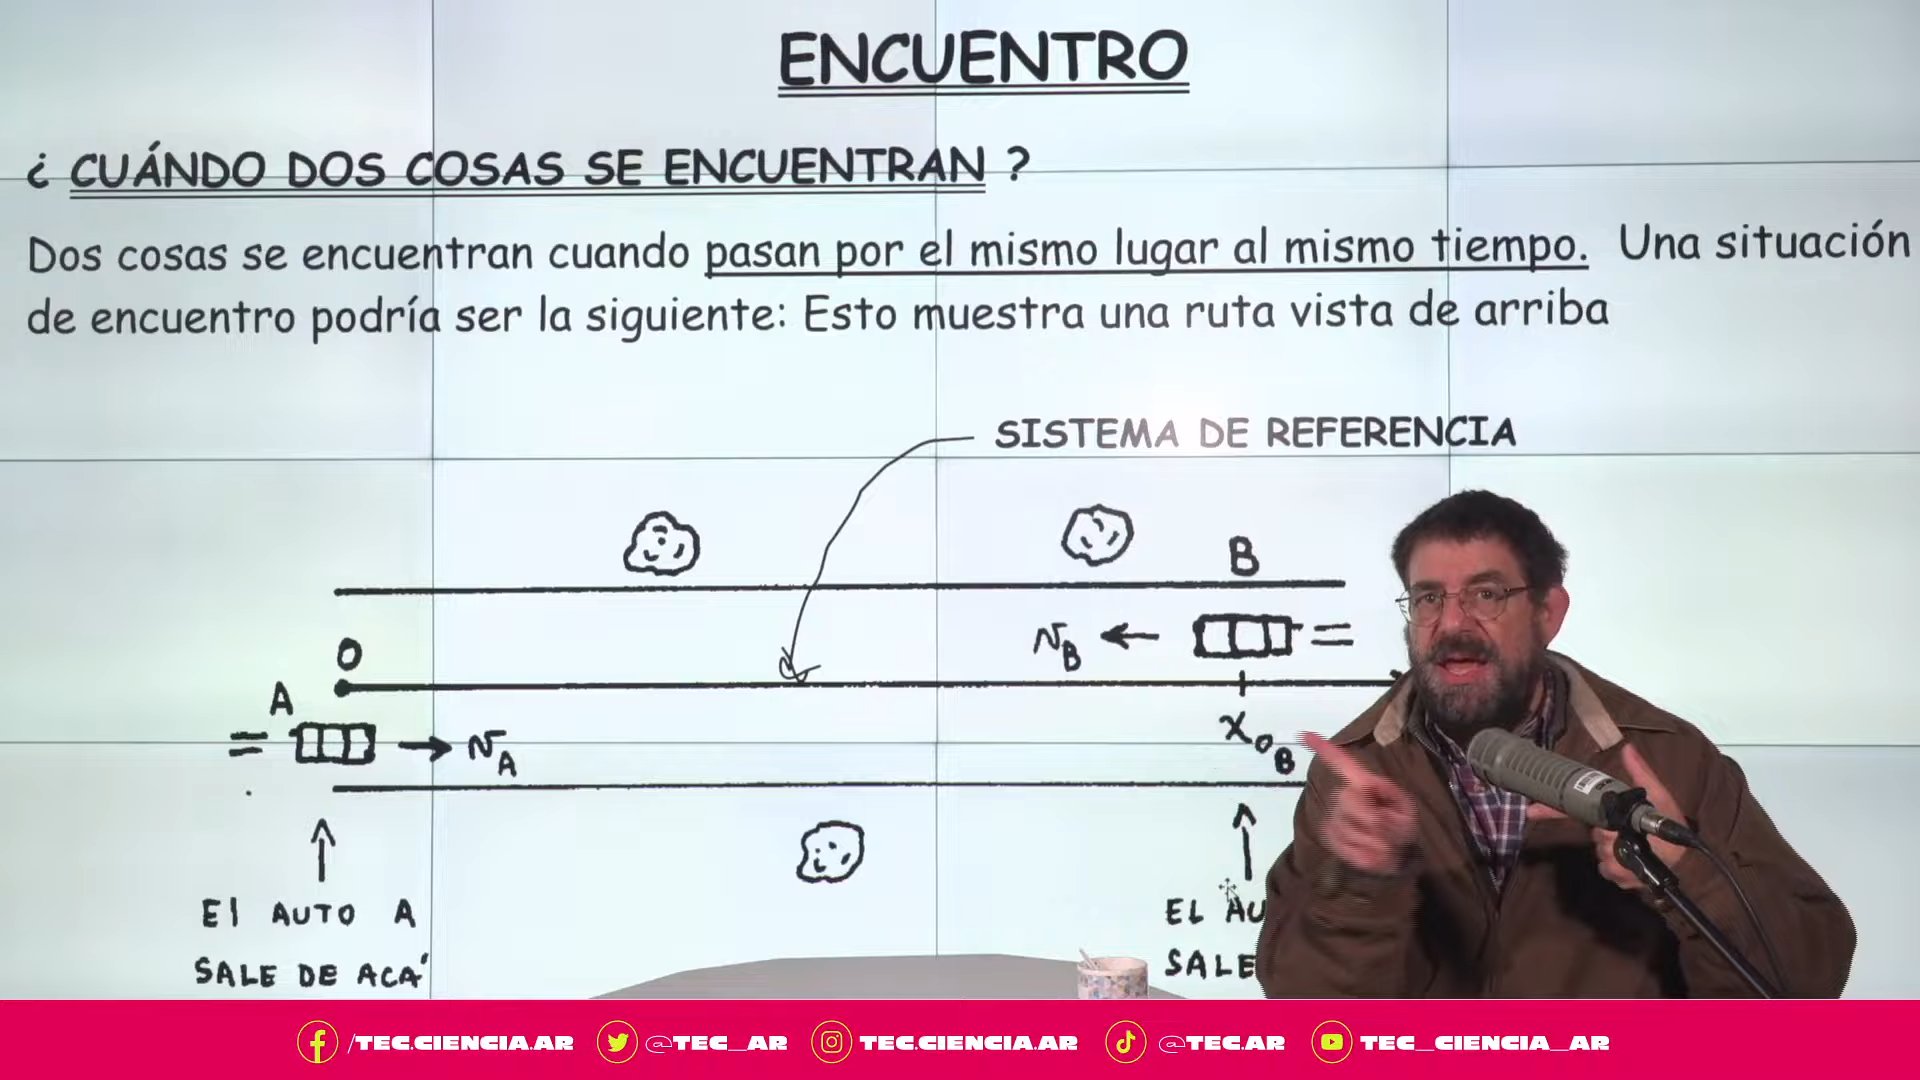 ENCUENTRO
¿ CUÁNDO DOS COSAS SE ENCUENTRAN ?
Dos cosas se encuentran cuando pasan por el mismo lugar al mismo tiempo. Una situación
de encuentro podría ser la siguiente: Esto muestra una ruta vista de arriba
SISTEMA DE REFERENCIA
B
0
VB
A
VA
X0B
El AUTO A
SALE DE ACÁ
EL AU
SALE
/TEC.CIENCIA.AR @TEC_AR TEC.CIENCIA.AR @TEC.AR TEC_CIENCIA_AR